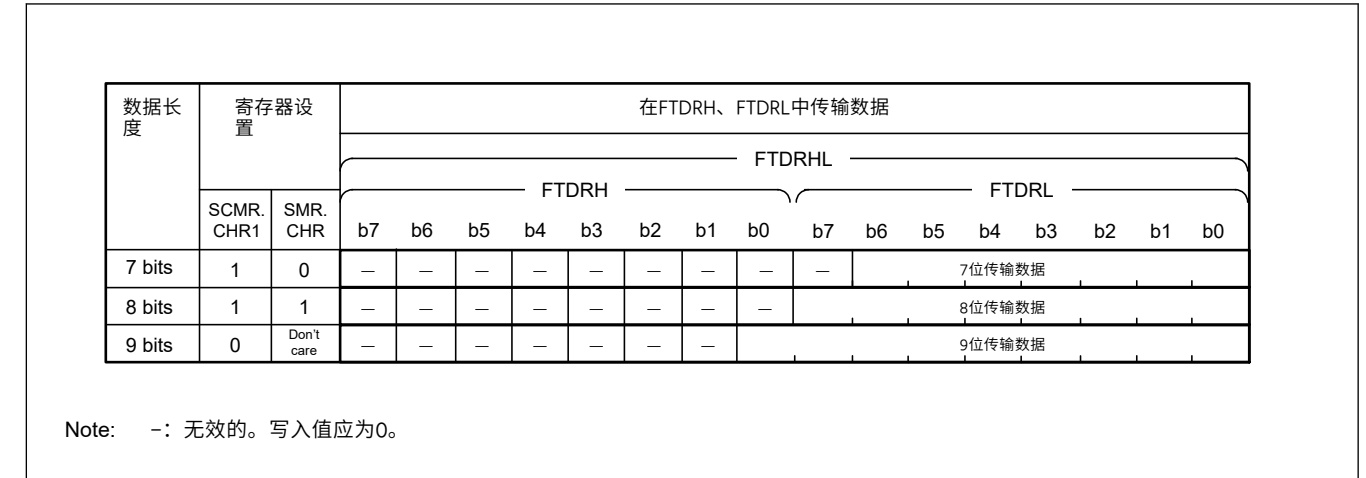 数据长
度
寄存器设
置
在FTDRH、FTDRL中传输数据
FTDRHL
FTDRH FTDRL
SCMR.
CHR1
SMR.
CHR
b7 b6 b5 b4 b3 b2 b1 b0 b7 b6 b5 b4 b3 b2 b1 b0
7 bits 1 0 — — — — — — — — — 7位传输数据
8 bits 1 1 — — — — — — — — 8位传输数据
9 bits 0 Don't
care — — — — — — — 9位传输数据
Note: –：无效的。写入值应为0。